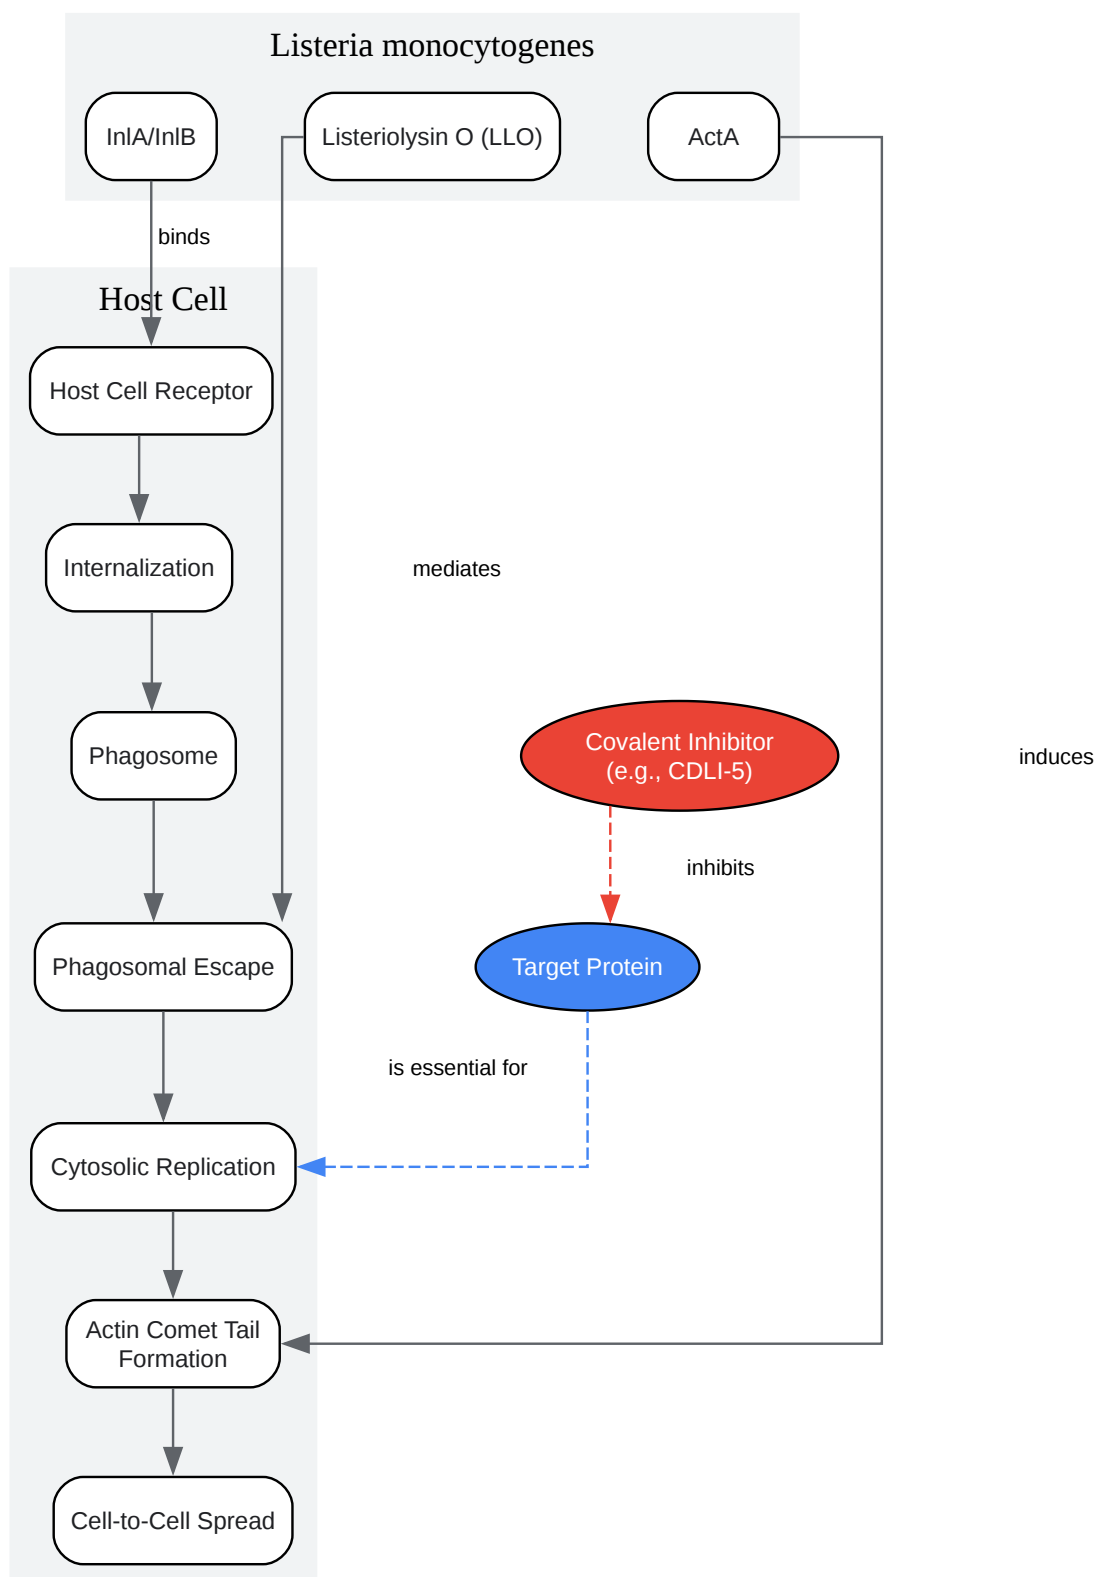 Listeria monocytogenes
InlA/InlB
Listeriolysin O (LLO)
ActA
binds
Host Cell
Host Cell Receptor
Internalization
mediates
Phagosome
Covalent Inhibitor
(e.g., CDLI-5)
induces
inhibits
Phagosomal Escape
Target Protein
is essential for
Cytosolic Replication
Actin Comet Tail
Formation
Cell-to-Cell Spread